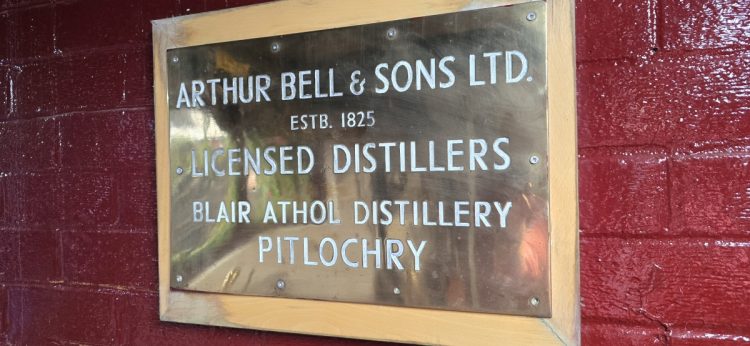 ARTHUR BELL & SONS LTD.
ESTB. 1825
LICENSED DISTILLERS
BLAIR ATHOL DISTILLERY
PITLOCHRY